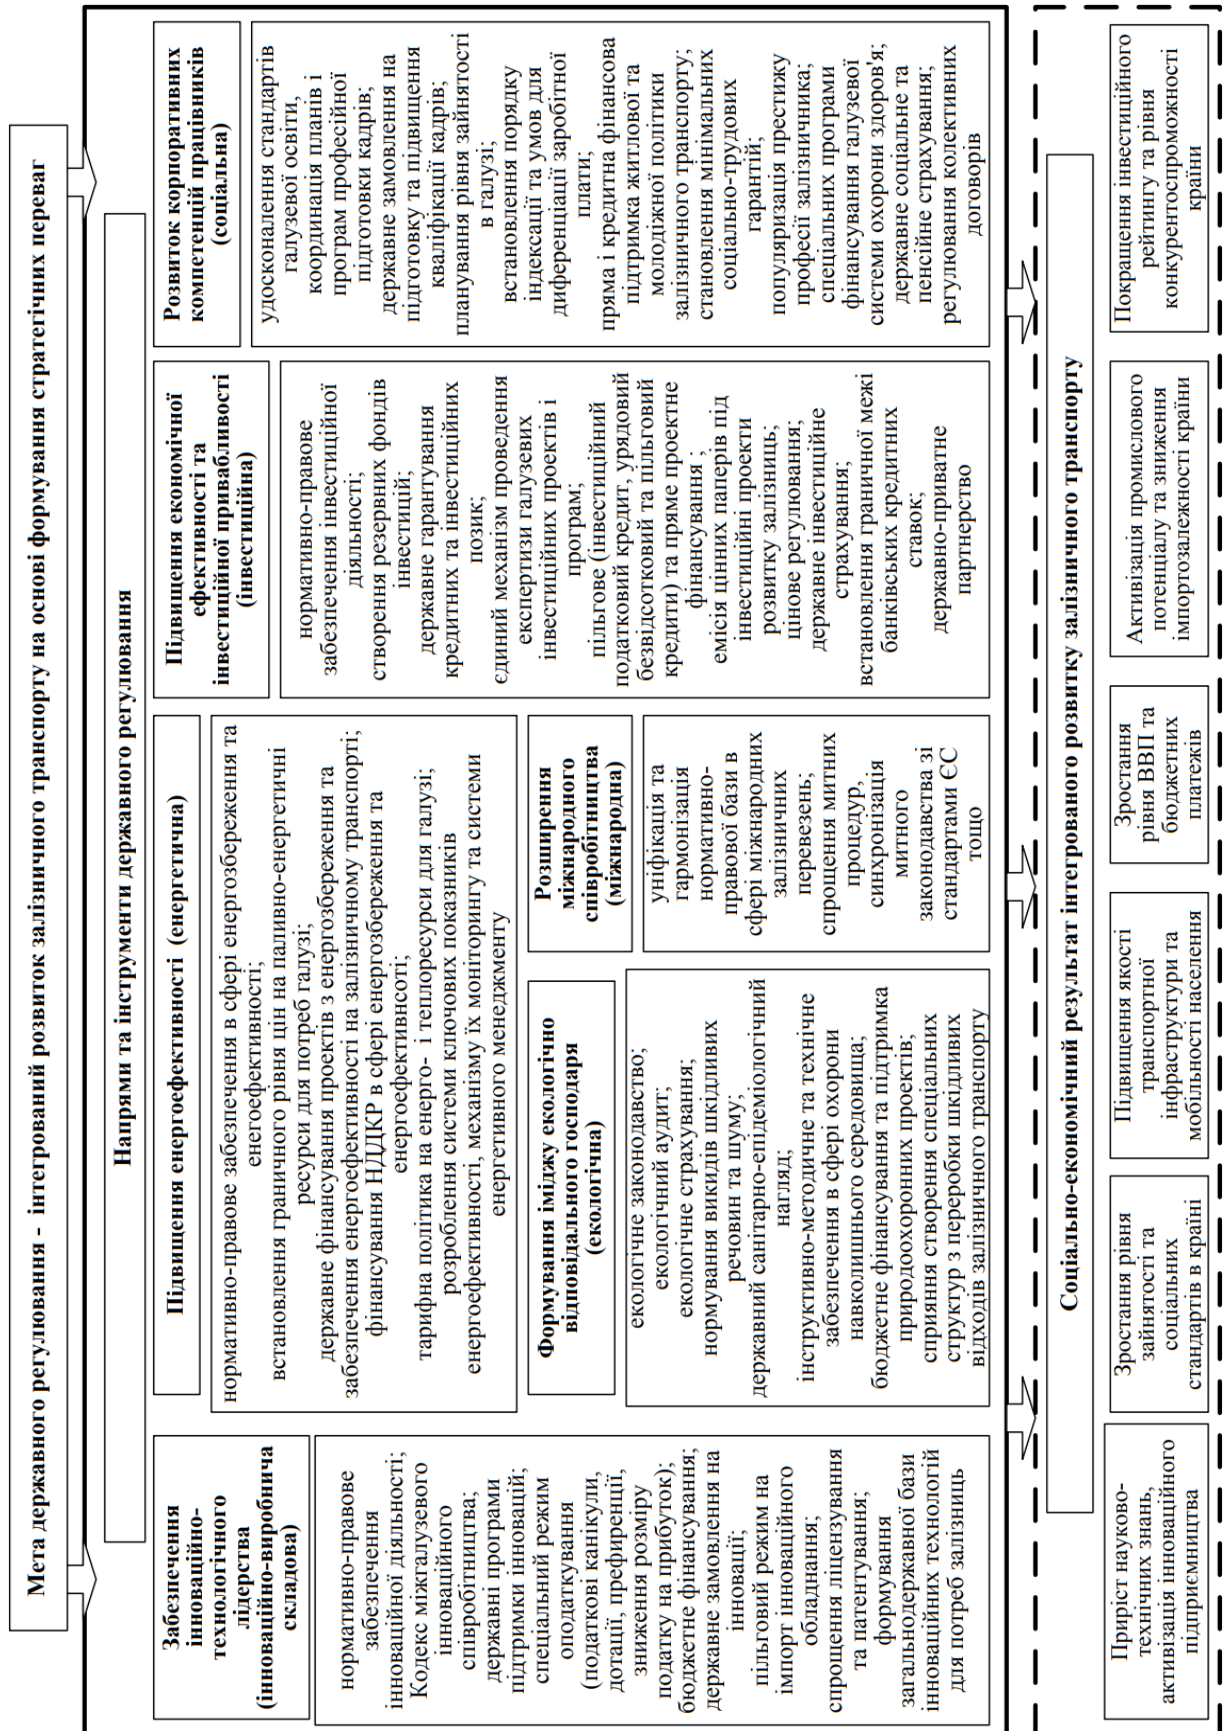 Мета державного регулювання - інтегрований розвиток залізничного транспорту на основі формування стратегічних переваг
Напрями та інструменти державного регулювання
Забезпечення
інноваційно-
технологічного
лідерства
(інноваційно-виробнича
складова)
нормативно-правове
забезпечення
інноваційної діяльності;
Кодекс міжгалузевого
інноваційного
співробітництва;
державні програми
підтримки інновацій;
спеціальний режим
оподаткування
(податкові канікули,
дотації, преференції,
зниження розміру
податку на прибуток);
бюджетне фінансування;
державне замовлення на
інновації;
пільговий режим на
імпорт інноваційного
обладнання;
спрощення ліцензування
та патентування;
формування
загальнодержавної бази
інноваційних технологій
для потреб залізниць
Підвищення енергоефективності (енергетична)
нормативно-правове забезпечення в сфері енергозбереження та
енегоефективності;
встановлення граничного рівня цін на паливно-енергетичні
ресурси для потреб галузі;
державне фінансування проектів з енергозбереження та
забезпечення енергоефективності на залізничному транспорті;
фінансування НДДКР в сфері енергозбереження та
енергоефективнсоті;
тарифна політика на енерго- і теплоресурси для галузі;
розроблення системи ключових показників
енергоефективності, механізму їх моніторингу та системи
енергетивного менеджменту
Формування іміджу екологічно
відповідального господаря
(екологічна)
екологічне законодавство;
екологічний аудит;
екологічне страхування;
нормування викидів шкідливих
речовин та шуму;
державний санітарно-епідеміологічний
нагляд;
інструктивно-методичне та технічне
забезпечення в сфері охорони
навколишнього середовища;
бюджетне фінансування та підтримка
природоохоронних проектів;
сприяння створення спеціальних
структур з переробки шкідливих
відходів залізничного транспорту
Розширення
міжнародного
співробітництва
(міжнародна)
уніфікація та
гармонізація
нормативно-
правової бази в
сфері міжнародних
залізничних
перевезень;
спрощення митних
процедур,
синхронізація
митного
законодавства зі
стандартами ЄС
тощо
Підвищення економічної
ефективності та
інвестиційної привабливості
(інвестиційна)
нормативно-правове
забезпечення інвестиційної
діяльності;
створення резервних фондів
інвестицій;
державне гарантування
кредитних та інвестиційних
позик;
єдиний механізм проведення
експертизи галузевих
інвестиційних проектів і
програм;
пільгове (інвестиційний
податковий кредит, урядовий
безвідсотковий та пільговий
кредити) та пряме проектне
фінансування ;
емісія цінних паперів під
інвестиційні проекти
розвитку залізниць;
цінове регулювання;
державне інвестиційне
страхування;
встановлення граничної межі
банківських кредитних
ставок;
державно-приватне
партнерство
Розвиток корпоративних
компетенцій працівників
(соціальна)
удосконалення стандартів
галузевої освіти,
координація планів і
програм професійної
підготовки кадрів;
державне замовлення на
підготовку та підвищення
кваліфікації кадрів;
планування рівня зайнятості
в галузі;
встановлення порядку
індексації та умов для
диференціації заробітної
плати;
пряма і кредитна фінансова
підтримка житлової та
молодіжної політики
залізничного транспорту;
становлення мінімальних
соціально-трудових
гарантій;
популяризація престижу
професії залізничника;
спеціальних програми
фінансування галузевої
системи охорони здоров'я;
державне соціальне та
пенсійне страхування;
регулювання колективних
договорів
Соціально-економічний результат інтегрованого розвитку залізничного транспорту
Приріст науково-
технічних знань,
активізація інноваційного
підприємництва
Зростання рівня
зайнятості та
соціальних
стандартів в країні
Підвищення якості
транспортної
інфраструктури та
мобільності населення
Зростання
рівня ВВП та
бюджетних
платежів
Активізація промислового
потенціалу та зниження
імпортозалежності країни
Покращення інвестиційного
рейтингу та рівня
конкурентоспроможності
країни